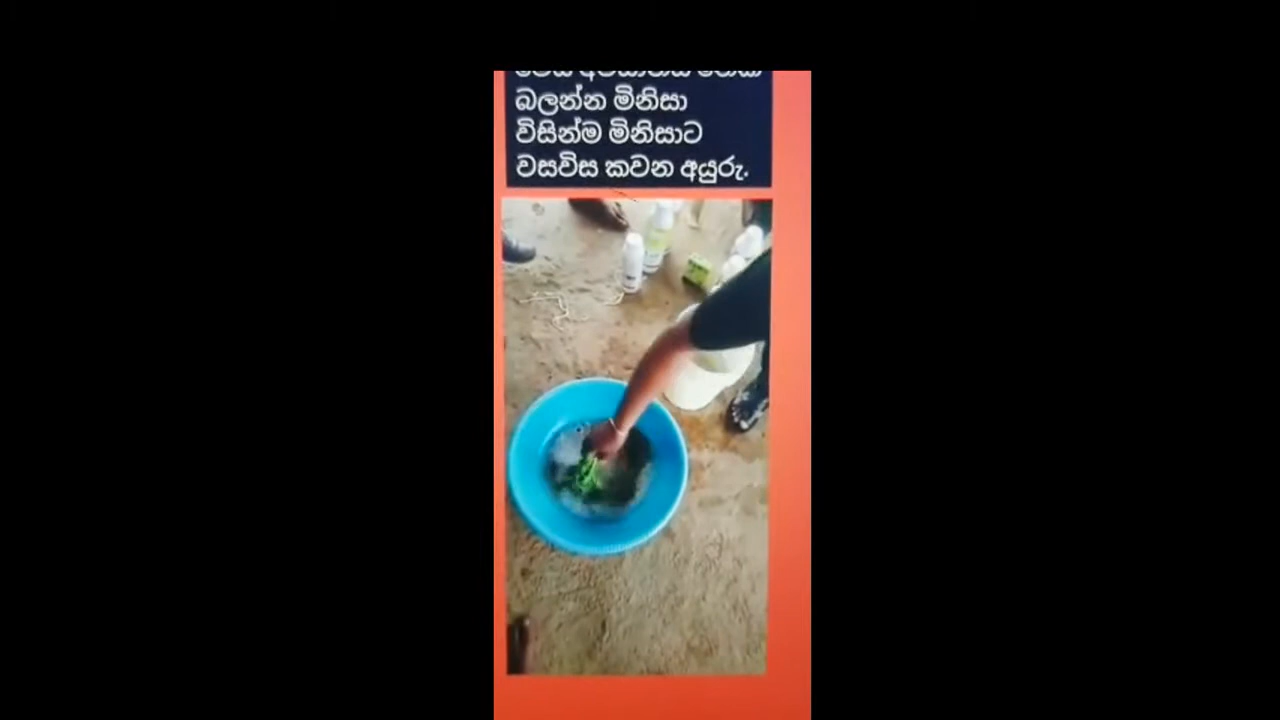 බලන්න මිනිසා
විසින්ම මිනිසාට
වසවිස කවන අයුරු.